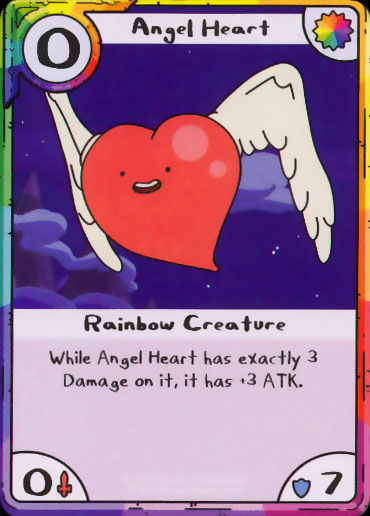 0
Angel Heart
Rainbow Creature
While Angel Heart has exactly 3
Damage on it, it has +3 ATK.
0
7